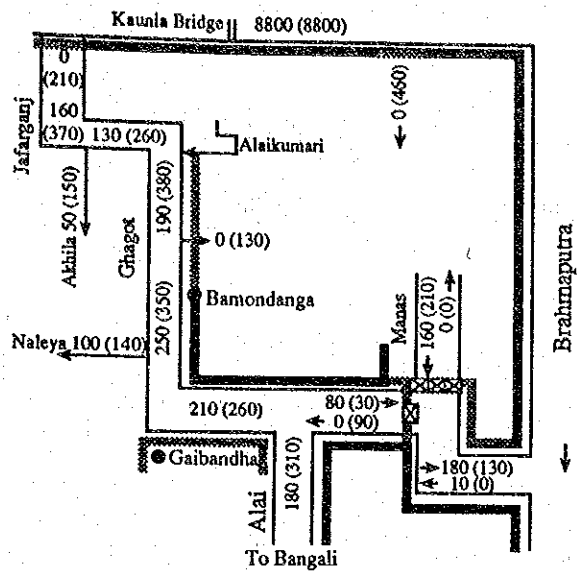 Kaunia Bridge 8800 (8800)
0
(210)
160
(370)
130 (260)
Jafarganj
0 (460)
Alaikumari
Akhila 50 (150)
Ghagot
190 (380)
0 (130)
Bamondanga
250 (350)
Naleya 100 (140)
Manas
160 (210)
0 (0)
Brahmaputra
210 (260)
80 (30)
0 (90)
Gaibandha
Alai
180 (310)
180 (130)
10 (0)
To Bangali